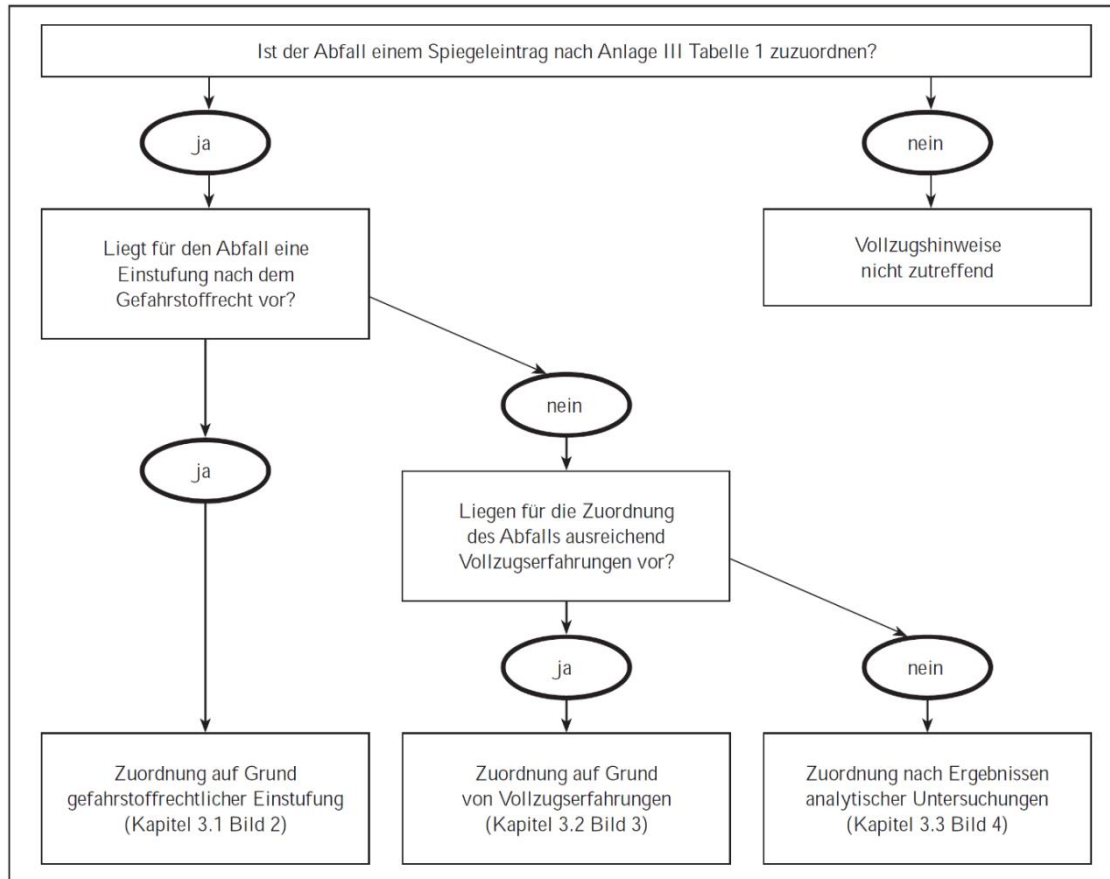 Ist der Abfall einem Spiegeleintrag nach Anlage III Tabelle 1 zuzuordnen?
ja
nein
Liegt für den Abfall eine
Einstufung nach dem
Gefahrstoffrecht vor?
Vollzugshinweise
nicht zutreffend
nein
ja
Liegen für die Zuordnung
des Abfalls ausreichend
Vollzugserfahrungen vor?
ja
nein
Zuordnung auf Grund
gefahrstoffrechtlicher Einstufung
(Kapitel 3.1 Bild 2)
Zuordnung auf Grund
von Vollzugserfahrungen
(Kapitel 3.2 Bild 3)
Zuordnung nach Ergebnissen
analytischer Untersuchungen
(Kapitel 3.3 Bild 4)